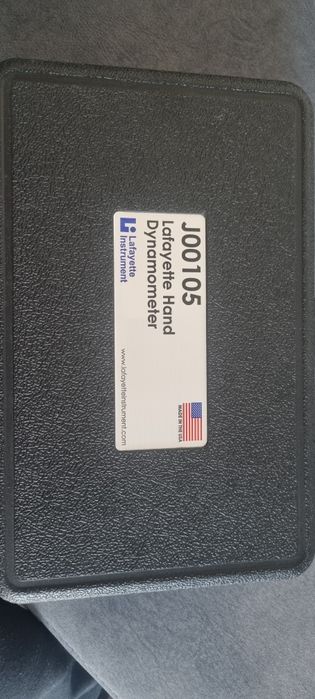 J00105
Lafayette Hand
Dynamometer
Lafayette
Instrument
www.lafayetteinstrument.com
MADE IN THE USA